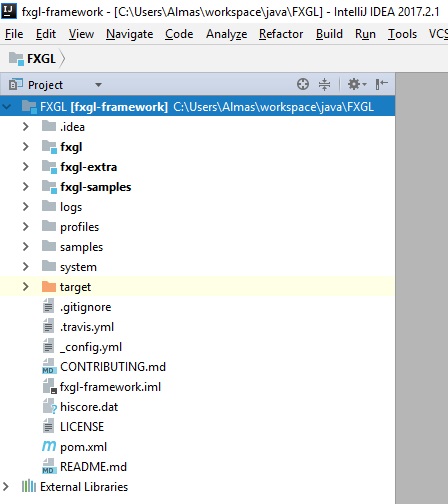 fxgl-framework - [C:\Users\Almas\workspace\java\FXGL] - IntelliJ IDEA 2017.2.1
File Edit View Navigate Code Analyze Refactor Build Run Tools VCS
FXGL
Project
FXGL [fxgl-framework] C:\Users\Almas\workspace\java\FXGL
.idea
fxgl
fxgl-extra
fxgl-samples
logs
profiles
samples
system
target
.gitignore
.travis.yml
_config.yml
CONTRIBUTING.md
fxgl-framework.iml
hiscore.dat
LICENSE
pom.xml
README.md
External Libraries